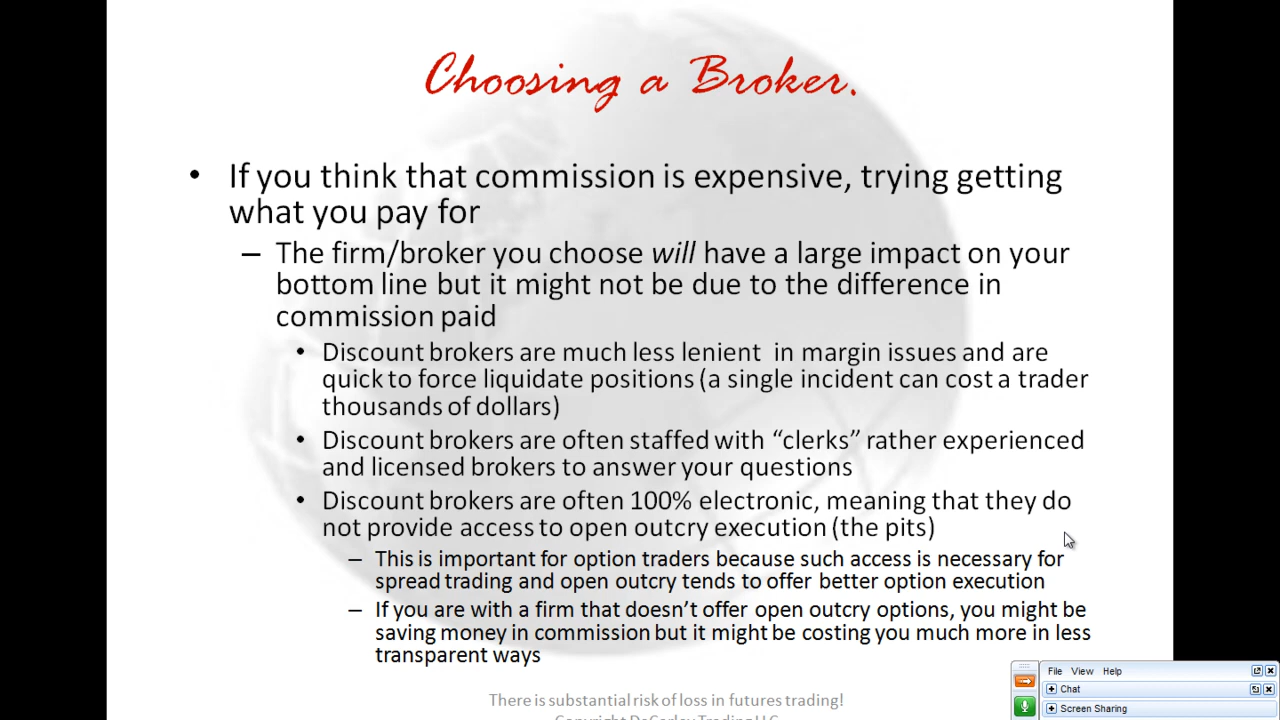 Choosing a Broker.
• If you think that commission is expensive, trying getting
what you pay for
– The firm/broker you choose will have a large impact on your
bottom line but it might not be due to the difference in
commission paid
• Discount brokers are much less lenient in margin issues and are
quick to force liquidate positions (a single incident can cost a trader
thousands of dollars)
• Discount brokers are often staffed with “clerks” rather experienced
and licensed brokers to answer your questions
• Discount brokers are often 100% electronic, meaning that they do
not provide access to open outcry execution (the pits)
– This is important for option traders because such access is necessary for
spread trading and open outcry tends to offer better option execution
– If you are with a firm that doesn’t offer open outcry options, you might be
saving money in commission but it might be costing you much more in less
transparent ways
There is substantial risk of loss in futures trading!
Copyright DeCarley Trading LLC
File View Help
Chat
Screen Sharing